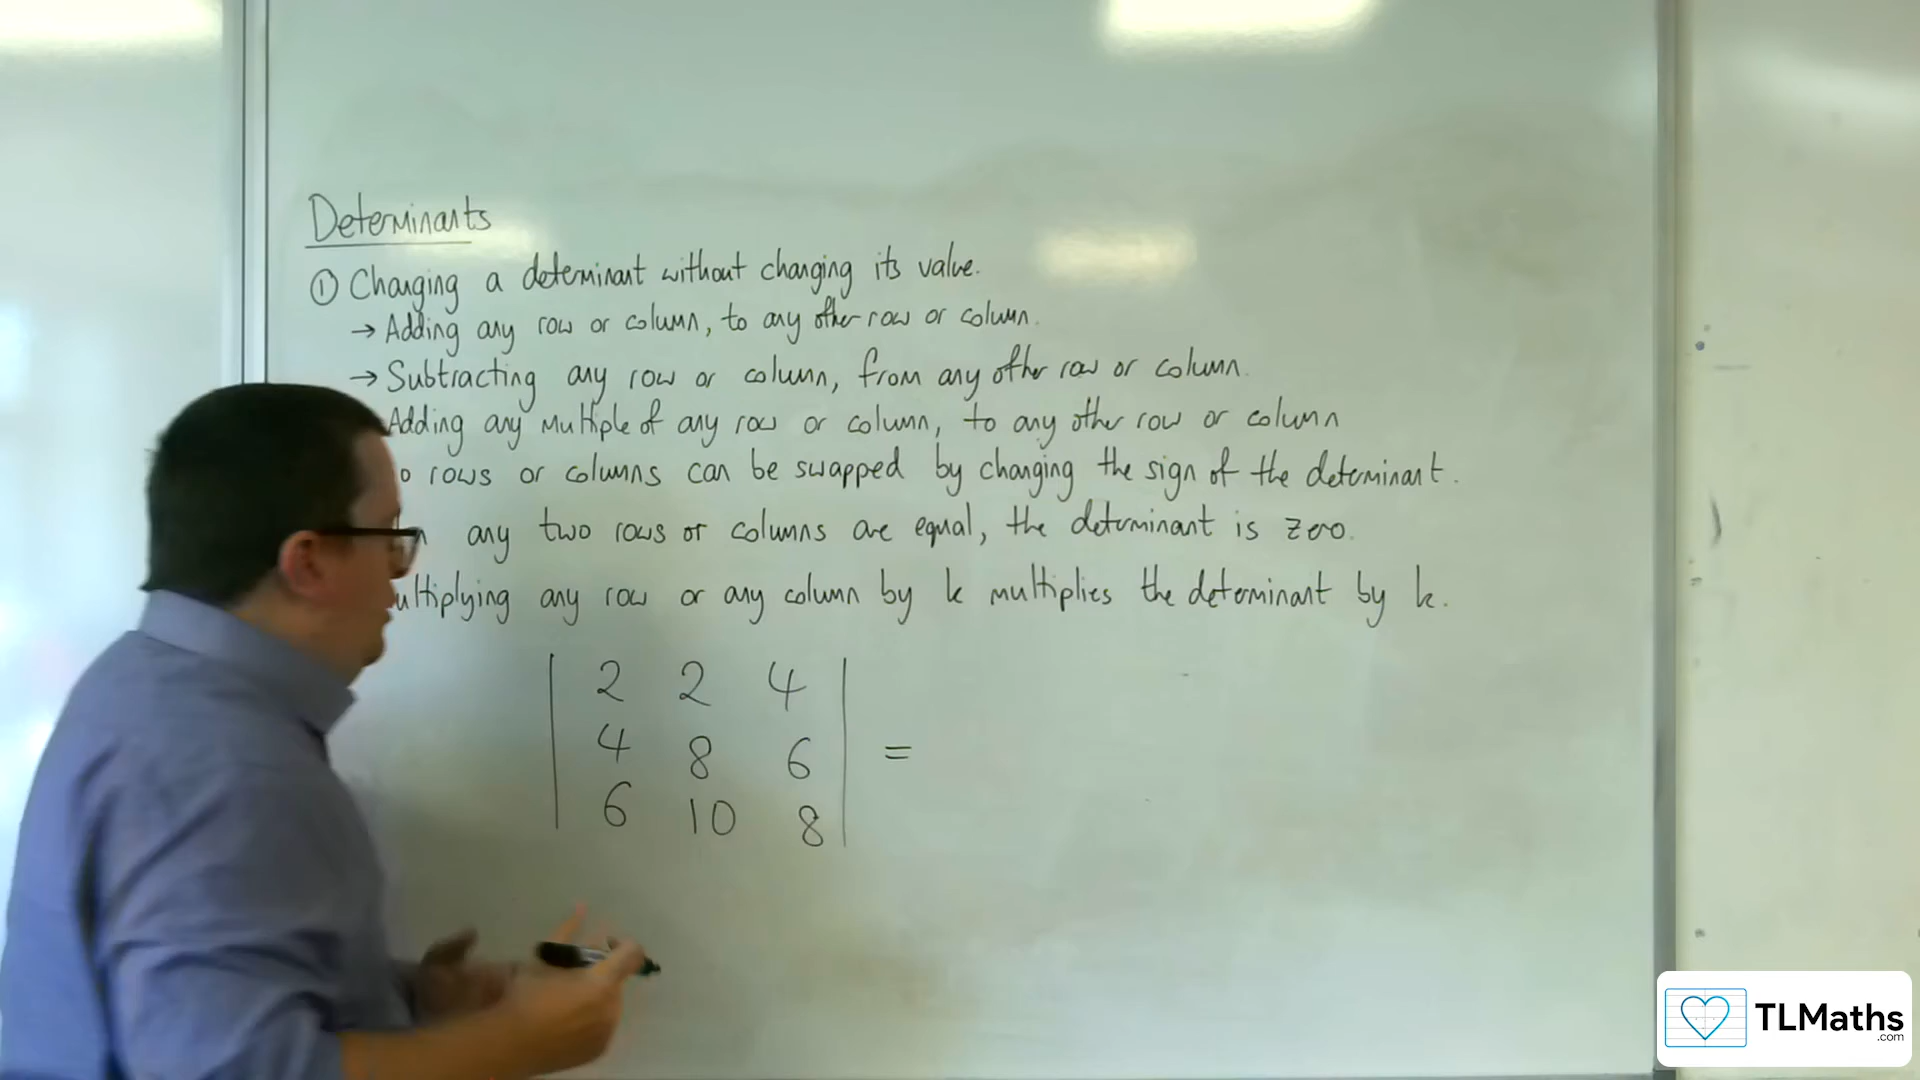 Determinants
① Changing a determinant without changing its value.
→ Adding any row or column, to any other row or column.
→ Subtracting any row or column, from any other row or column.
Adding any multiple of any row or column, to any other row or column
o rows or columns can be swapped by changing the sign of the determinant.
n any two rows or columns are equal, the determinant is zero.
ultiplying any row or any column by k multiplies the determinant by k.
2 2 4
4 8 6 =
6 10 8
TLMaths
.com